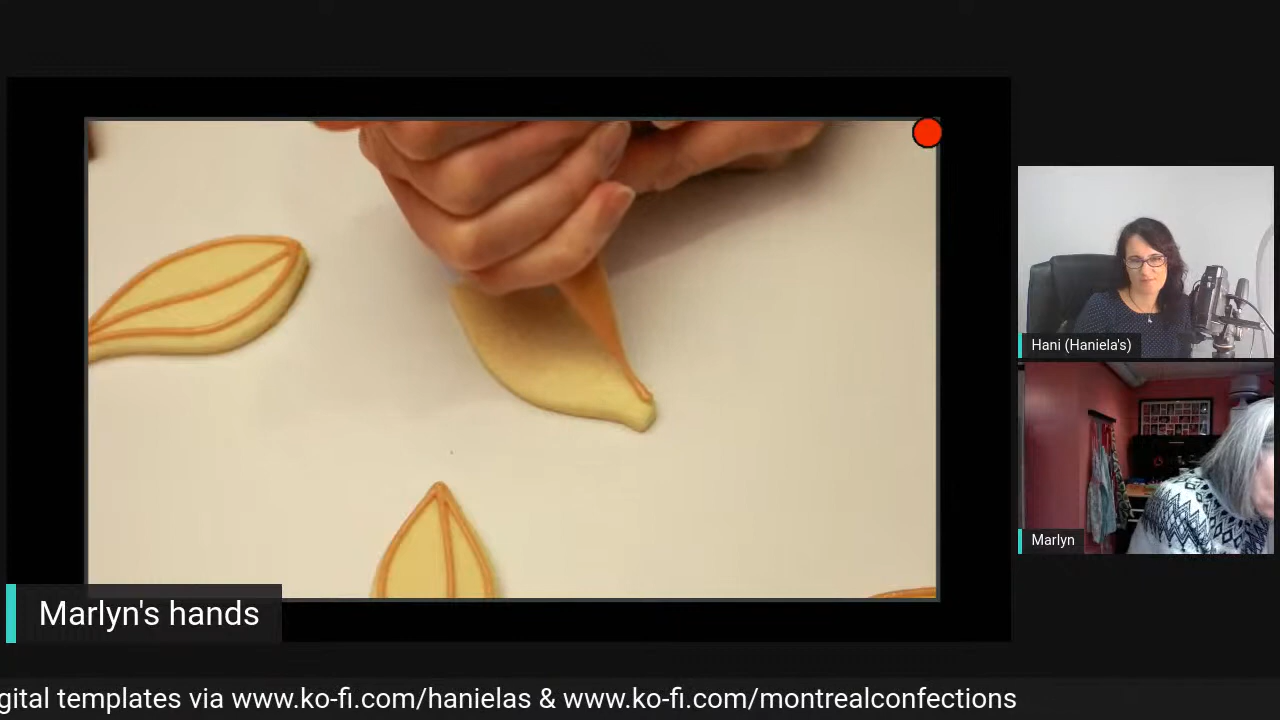 Hani (Haniela's)
Marlyn
Marlyn's hands
gital templates via www.ko-fi.com/hanielas & www.ko-fi.com/montrealconfections